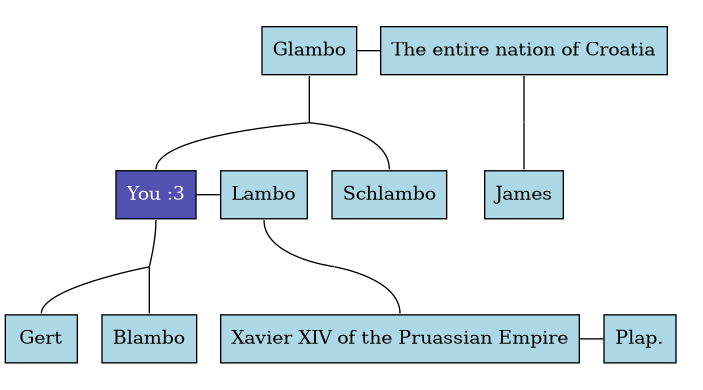 Glambo
The entire nation of Croatia
You :3
Lambo
Schlambo
James
Gert
Blambo
Xavier XIV of the Pruassian Empire
Plap.